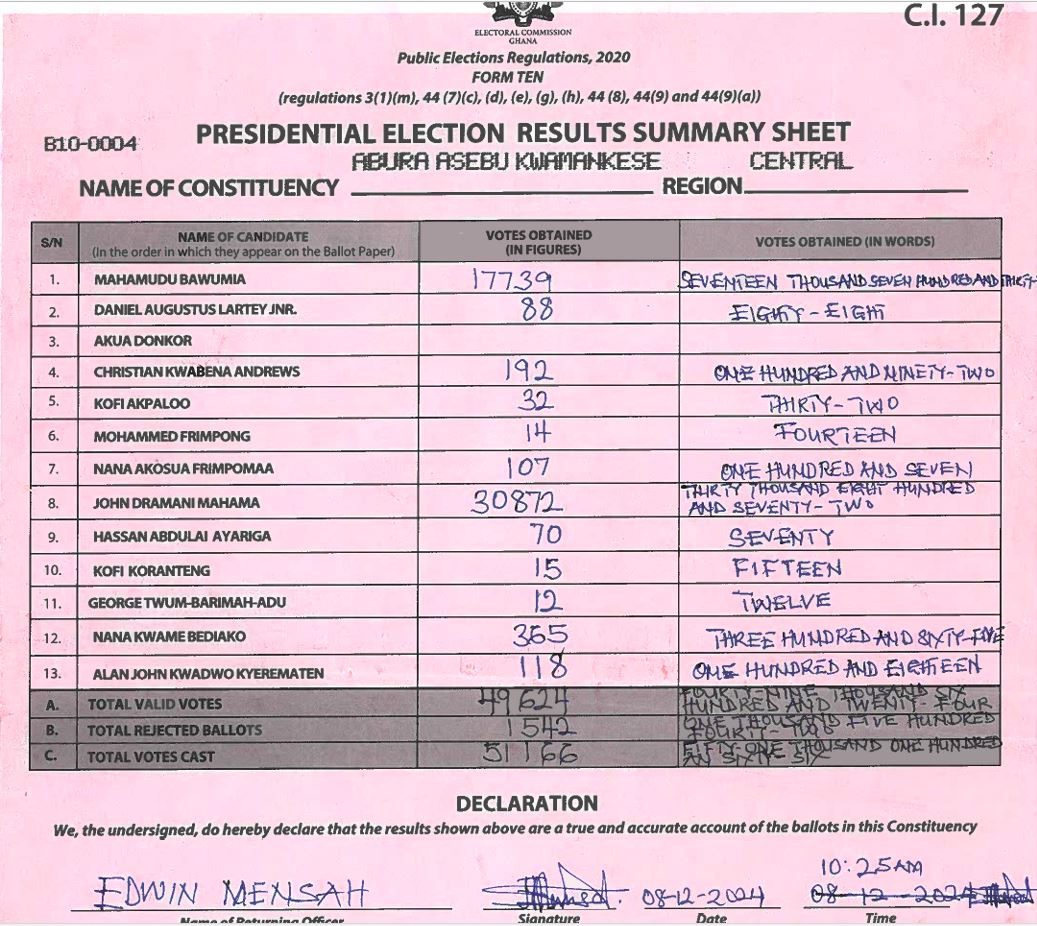 C.I. 127
ELECTORAL COMMISSION
GHANA
Public Elections Regulations, 2020
FORM TEN
(regulations 3(1)(m), 44 (7)(c), (d), (e), (g), (h), 44 (8), 44(9) and 44(9)(a))
B10-0004
PRESIDENTIAL ELECTION RESULTS SUMMARY SHEET
ABURA ASEBU KWAMANKESE CENTRAL
NAME OF CONSTITUENCY REGION
S/N NAME OF CANDIDATE (In the order in which they appear on the Ballot Paper) VOTES OBTAINED (IN FIGURES) VOTES OBTAINED (IN WORDS)
1. MAHAMUDU BAWUMIA 17739 SEVENTEEN THOUSAND SEVEN HUNDRED AND THIRTY-
2. DANIEL AUGUSTUS LARTEY JNR. 88 EIGHTY-EIGHT
3. AKUA DONKOR
4. CHRISTIAN KWABENA ANDREWS 192 ONE HUNDRED AND NINETY-TWO
5. KOFI AKPALOO 32 THIRTY-TWO
6. MOHAMMED FRIMPONG 14 FOURTEEN
7. NANA AKOSUA FRIMPOMAA 107 ONE HUNDRED AND SEVEN
8. JOHN DRAMANI MAHAMA 30872 THIRTY THOUSAND EIGHT HUNDRED AND SEVENTY-TWO
9. HASSAN ABDULAI AYARIGA 70 SEVENTY
10. KOFI KORANTENG 15 FIFTEEN
11. GEORGE TWUM-BARIMAH-ADU 12 TWELVE
12. NANA KWAME BEDIAKO 365 THREE HUNDRED AND SIXTY-FIVE
13. ALAN JOHN KWADWO KYEREMATEN 118 ONE HUNDRED AND EIGHTEEN
A. TOTAL VALID VOTES 49624 FOURTY-NINE THOUSAND SIX HUNDRED AND TWENTY-FOUR
B. TOTAL REJECTED BALLOTS 1542 ONE THOUSAND FIVE HUNDRED FOURTY-TWO
C. TOTAL VOTES CAST 51166 FIFTY-ONE THOUSAND ONE HUNDRED AN SIXTY SIX
DECLARATION
We, the undersigned, do hereby declare that the results shown above are a true and accurate account of the ballots in this Constituency
10:25AM
EDWIN MENSAH 08-12-2024 08-12-2024
Name of Returning Officer Signature Date Time